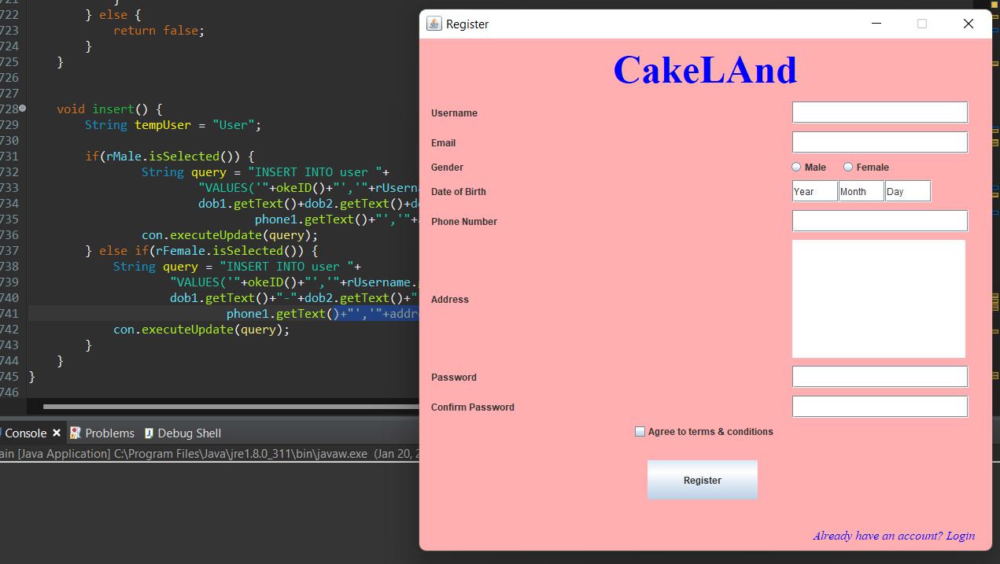 722 } else {
723 return false;
724 }
725 }
726
727
728 void insert() {
729 String tempUser = "User";
730
731 if(rMale.isSelected()) {
732 String query = "INSERT INTO user "+
733 "VALUES('"+okeID()+"','"+rUserna
734 dob1.getText()+dob2.getText()+do
735 phone1.getText()+"','"+
736 con.executeUpdate(query);
737 } else if(rFemale.isSelected()) {
738 String query = "INSERT INTO user "+
739 "VALUES('"+okeID()+"','"+rUsername.
740 dob1.getText()+"-"+dob2.getText()+"
741 phone1.getText()+"','"+addr
742 con.executeUpdate(query);
743 }
744 }
745 }
746
Console Problems Debug Shell
ain [Java Application] C:\Program Files\Java\jre1.8.0_311\bin\javaw.exe (Jan 20, 2
Register
CakeLAnd
Username
Email
Gender Male Female
Date of Birth Year Month Day
Phone Number
Address
Password
Confirm Password
Agree to terms & conditions
Register
Already have an account? Login